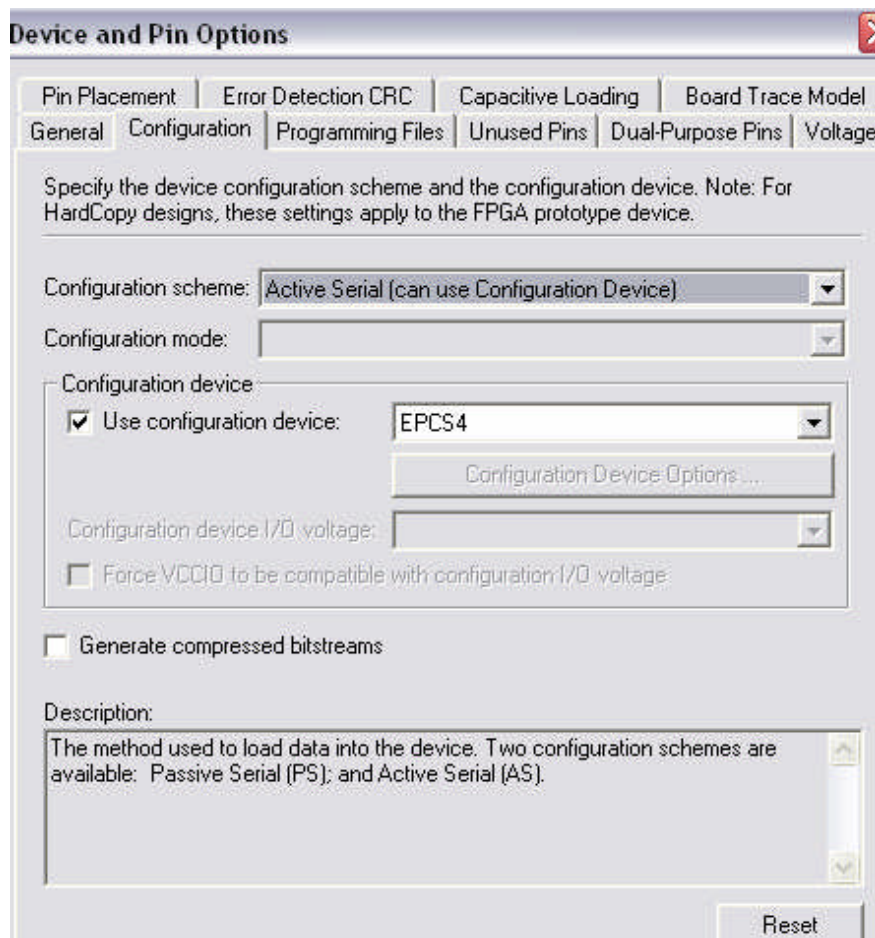 Device and Pin Options
Pin Placement Error Detection CRC Capacitive Loading Board Trace Model
General Configuration Programming Files Unused Pins Dual-Purpose Pins Voltage
Specify the device configuration scheme and the configuration device. Note: For
HardCopy designs, these settings apply to the FPGA prototype device.
Configuration scheme: Active Serial (can use Configuration Device)
Configuration mode:
Configuration device
Use configuration device: EPCS4
Configuration Device Options ...
Configuration device I/O voltage:
Force VCCIO to be compatible with configuration I/O voltage
Generate compressed bitstreams
Description:
The method used to load data into the device. Two configuration schemes are
available: Passive Serial (PS); and Active Serial (AS).
Reset